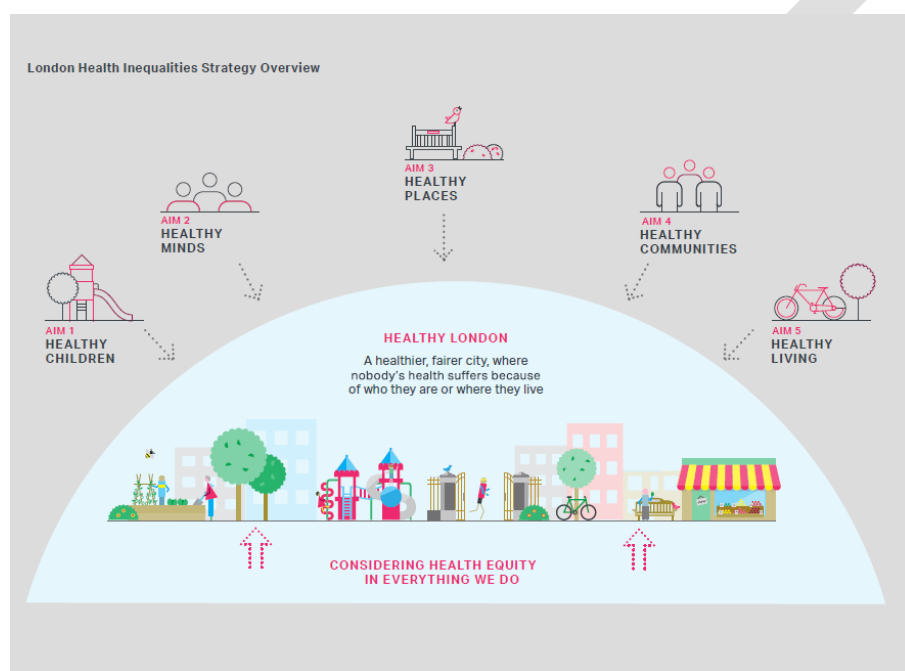 London Health Inequalities Strategy Overview
AIM 3
HEALTHY
PLACES
AIM 2
HEALTHY
MINDS
AIM 4
HEALTHY
COMMUNITIES
AIM 1
HEALTHY
CHILDREN
AIM 5
HEALTHY
LIVING
HEALTHY LONDON
A healthier, fairer city, where
nobody's health suffers because
of who they are or where they live
CONSIDERING HEALTH EQUITY
IN EVERYTHING WE DO